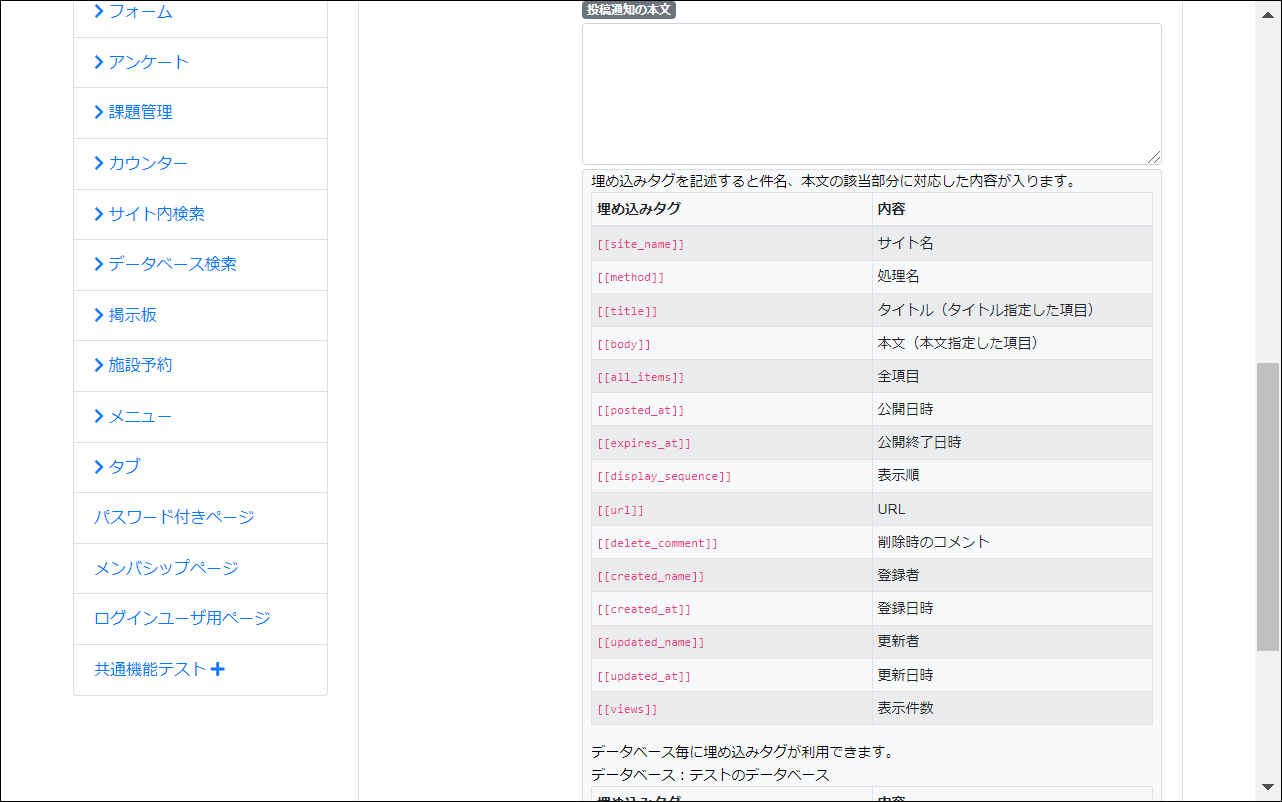 フォーム
アンケート
課題管理
カウンター
サイト内検索
データベース検索
掲示板
施設予約
メニュー
タブ
パスワード付きページ
メンバシップページ
ログインユーザ用ページ
共通機能テスト
投稿通知の本文
埋め込みタグを記述すると件名、本文の該当部分に対応した内容が入ります。
埋め込みタグ 内容
[[site_name]] サイト名
[[method]] 処理名
[[title]] タイトル（タイトル指定した項目）
[[body]] 本文（本文指定した項目）
[[all_items]] 全項目
[[posted_at]] 公開日時
[[expires_at]] 公開終了日時
[[display_sequence]] 表示順
[[url]] URL
[[delete_comment]] 削除時のコメント
[[created_name]] 登録者
[[created_at]] 登録日時
[[updated_name]] 更新者
[[updated_at]] 更新日時
[[views]] 表示件数
データベース毎に埋め込みタグが利用できます。
データベース：テストのデータベース
埋め込みタグ 内容